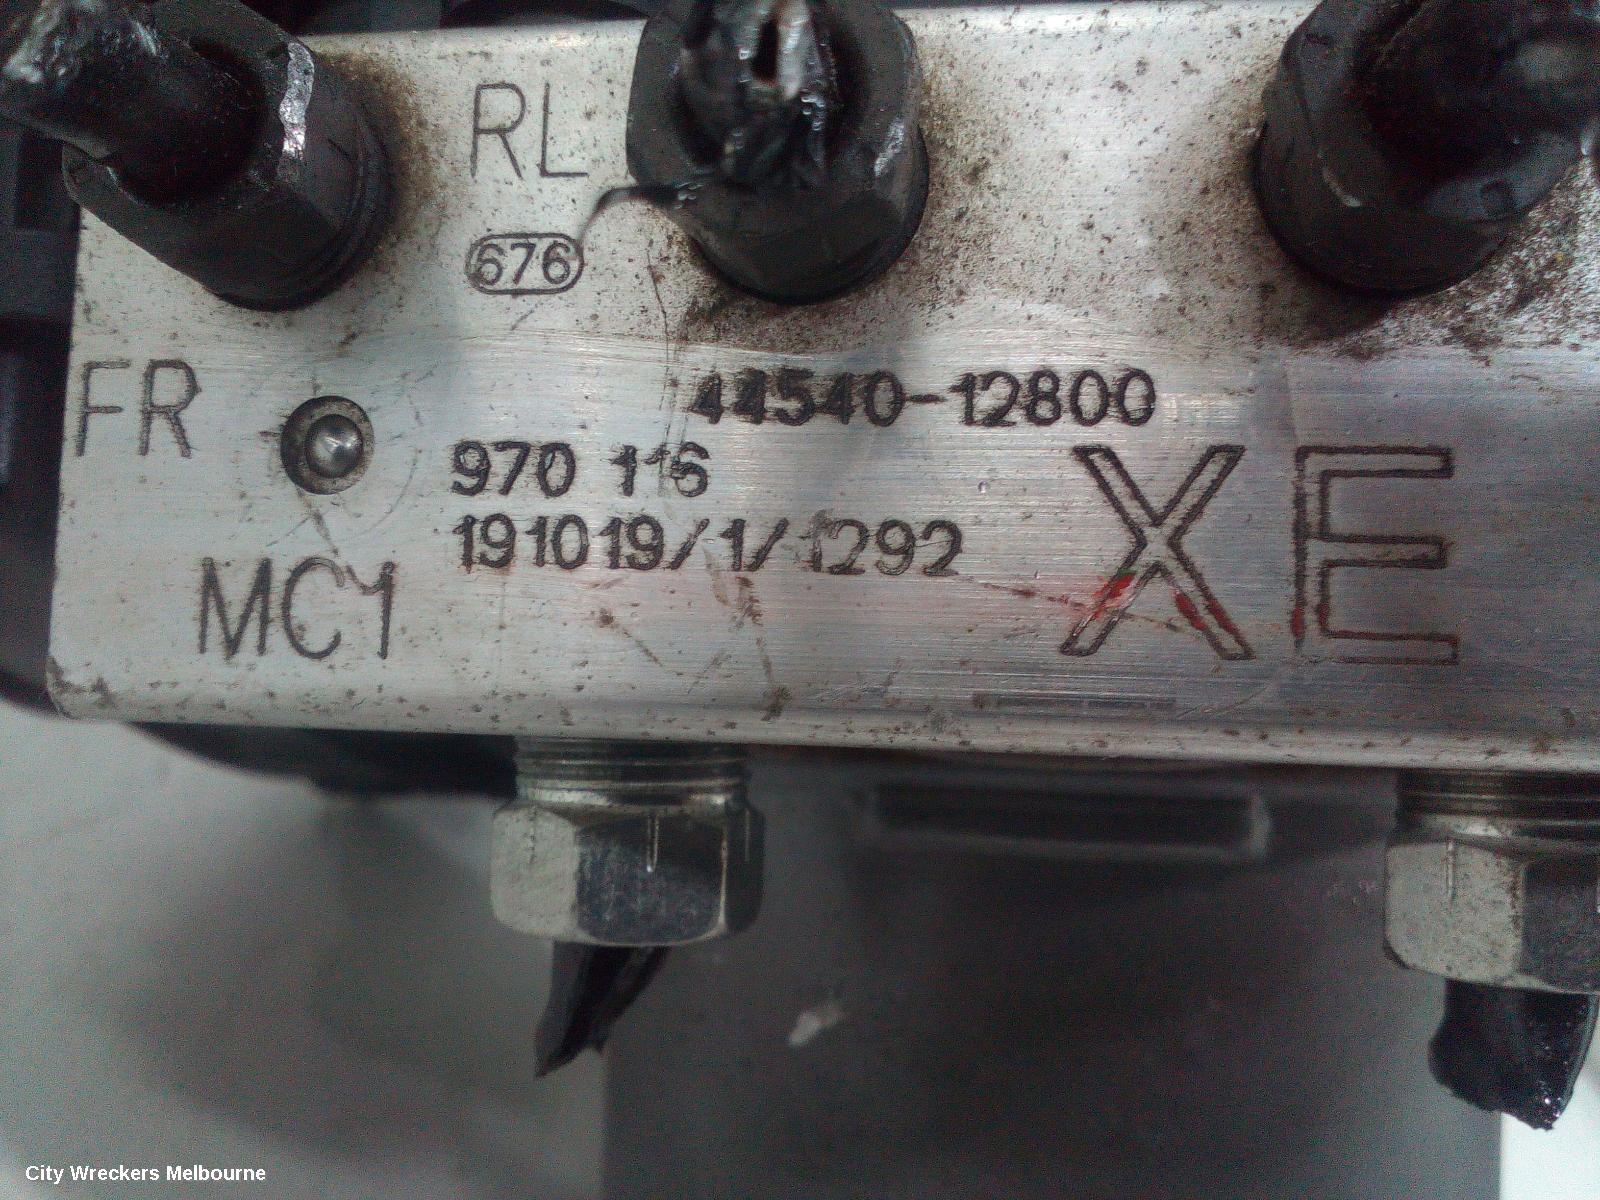 RL
676
FR
44540-12800
970 116
191019/1/1292
XE
MC1
City Wreckers Melbourne